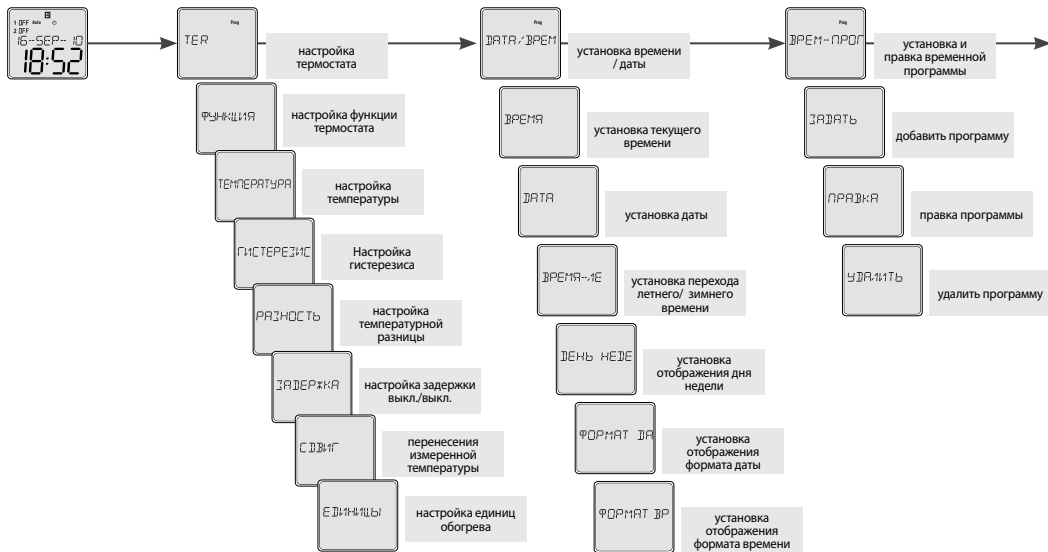 1 OFF Auto
2 OFF
16-SEP-10
18:52
Prog
TER
настройка
термостата
ФУНКЦИЯ
настройка функции
термостата
ТЕМПЕРАТУРА
настройка
температуры
ГИСТЕРЕЗИС
Настройка
гистерезиса
РАЗНОСТЬ
настройка
температурной
разницы
ЗАДЕРЖКА
настройка задержки
выкл./выкл.
СДВИГ
перенесения
измеренной
температуры
ЕДИНИЦЫ
настройка единиц
обогрева
Prog
DATA/ВРЕМ
установка времени
/ даты
ВРЕМЯ
установка текущего
времени
DATA
установка даты
ВРЕМЯ-ЛЕ
установка перехода
летнего/ зимнего
времени
ДЕНЬ НЕДЕ
установка
отображения дня
недели
ФОРМАТ DA
установка
отображения
формата даты
ФОРМАТ ВР
установка
отображения
формата времени
Prog
ВРЕМ-ПРОГ
установка и
правка временной
программы
ЗАДАТЬ
добавить программу
ПРАВКА
правка программы
УДАЛИТЬ
удалить программу